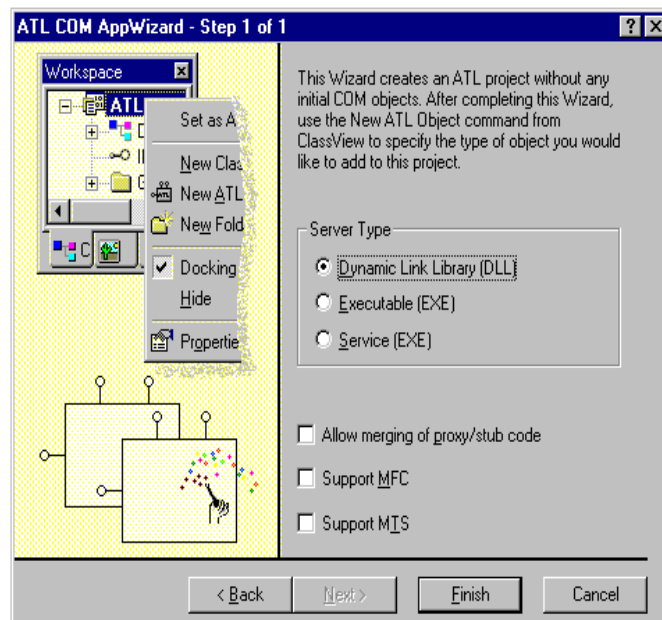 ATL COM AppWizard - Step 1 of 1
Workspace
ATL
Set as A
New Clas
New ATL
New Fold
Docking
Hide
Propertie
This Wizard creates an ATL project without any
initial COM objects. After completing this Wizard,
use the New ATL Object command from
ClassView to specify the type of object you would
like to add to this project.
Server Type
Dynamic Link Library (DLL)
Executable (EXE)
Service (EXE)
Allow merging of proxy/stub code
Support MFC
Support MTS
< Back
Next >
Finish
Cancel